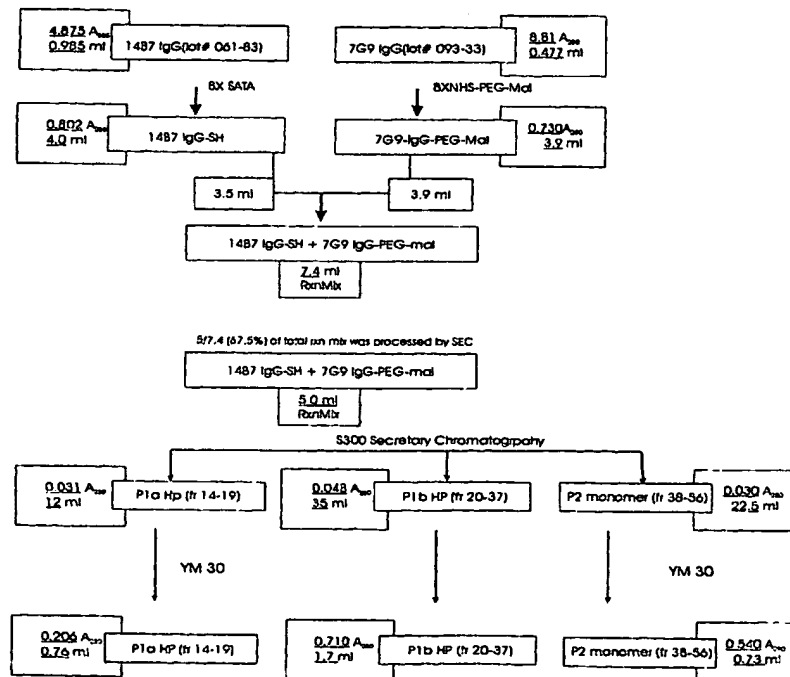 4.875 A₂₈₀
0.985 ml
14B7 IgG(lot# 061-83)
7G9 IgG(lot# 093-33)
8.81 A₂₈₀
0.477 ml
8X SATA
8XNHS-PEG-Mal
0.802 A₂₈₀
4.0 ml
14B7 IgG-SH
7G9-IgG-PEG-Mal
0.730A₂₈₀
3.9 ml
3.5 ml
3.9 ml
14B7 IgG-SH + 7G9 IgG-PEG-mal
7.4 ml
RxnMix
5/7.4 (67.5%) of total rxn mix was processed by SEC
14B7 IgG-SH + 7G9 IgG-PEG-mal
5.0 ml
RxnMix
S300 Secretary Chromatogrpahy
0.031 A₂₈₀
12 ml
P1a Hp (fr 14-19)
0.048 A₂₈₀
35 ml
P1b HP (fr 20-37)
P2 monomer (fr 38-56)
0.030 A₂₈₀
22.5 ml
YM 30
YM 30
0.206 A₂₈₀
0.76 ml
P1a HP (fr 14-19)
0.710 A₂₈₀
1.7 ml
P1b HP (fr 20-37)
P2 monomer (fr 38-56)
0.540 A₂₈₀
0.73 ml